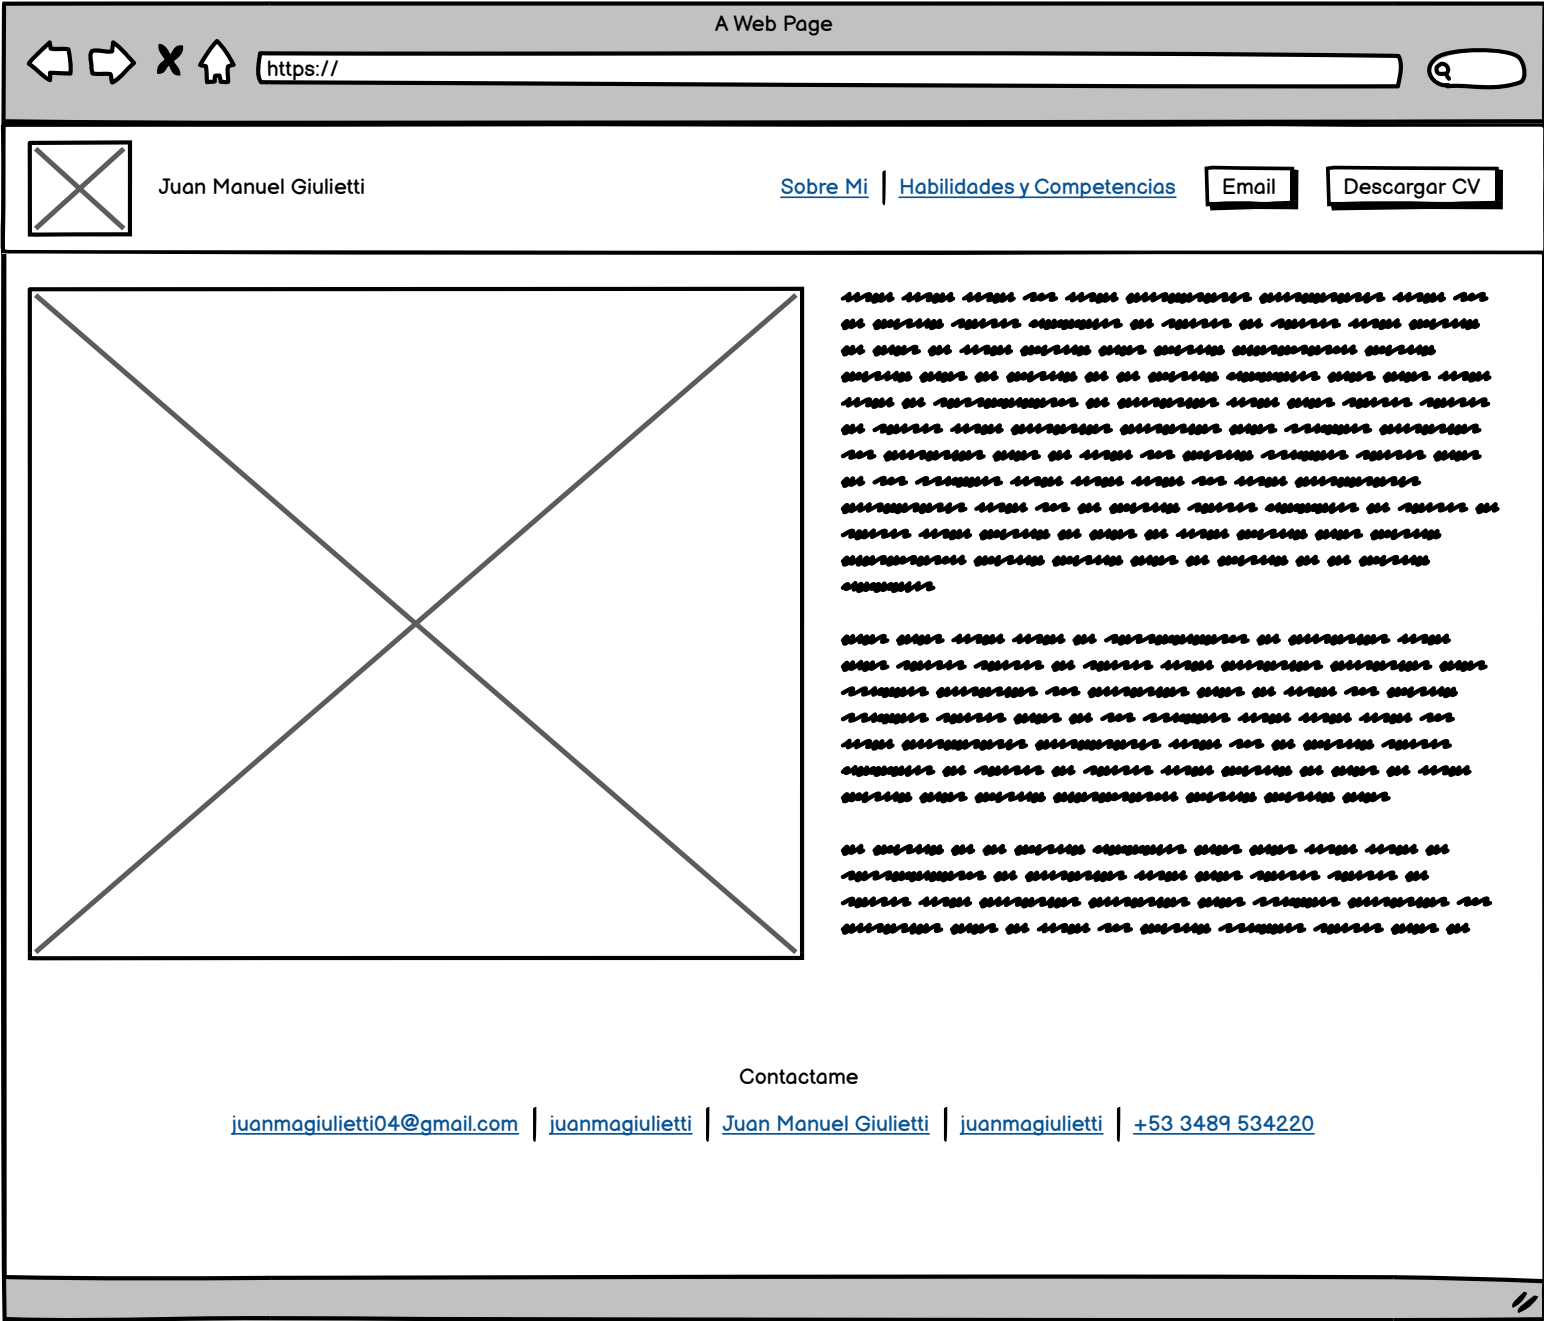 A Web Page
https://
Juan Manuel Giulietti
Sobre Mi
Habilidades y Competencias
Email
Descargar CV
Contactame
juanmagiulietti04@gmail.com
juanmagiulietti
Juan Manuel Giulietti
juanmagiulietti
+53 3489 534220